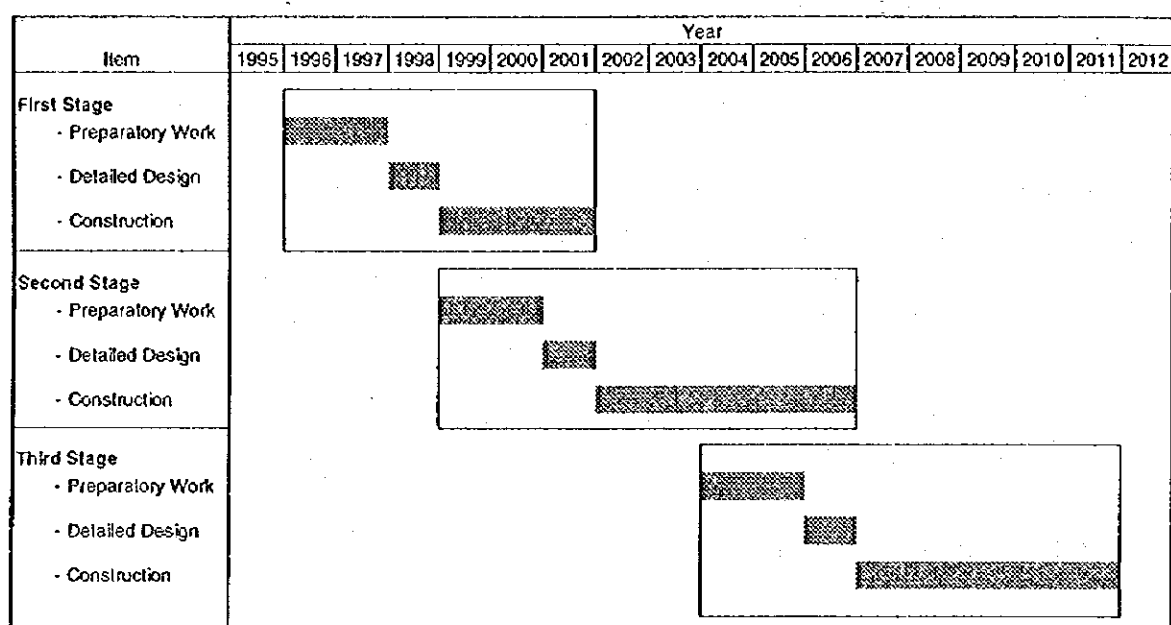 Year
Item 1995 1996 1997 1998 1999 2000 2001 2002 2003 2004 2005 2006 2007 2008 2009 2010 2011 2012
First Stage
- Preparatory Work
- Detailed Design
- Construction
Second Stage
- Preparatory Work
- Detailed Design
- Construction
Third Stage
- Preparatory Work
- Detailed Design
- Construction